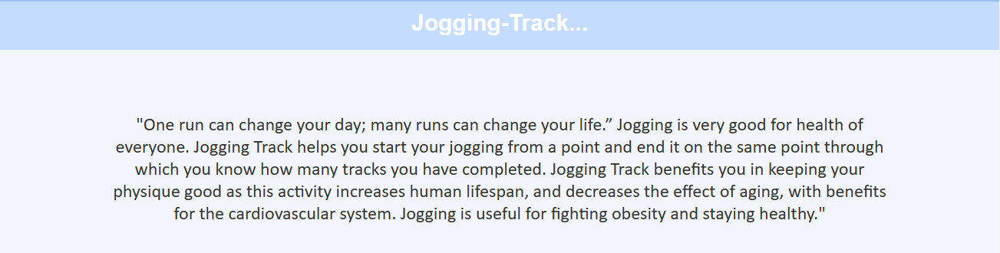 Jogging-Track...
"One run can change your day; many runs can change your life.” Jogging is very good for health of
everyone. Jogging Track helps you start your jogging from a point and end it on the same point through
which you know how many tracks you have completed. Jogging Track benefits you in keeping your
physique good as this activity increases human lifespan, and decreases the effect of aging, with benefits
for the cardiovascular system. Jogging is useful for fighting obesity and staying healthy."